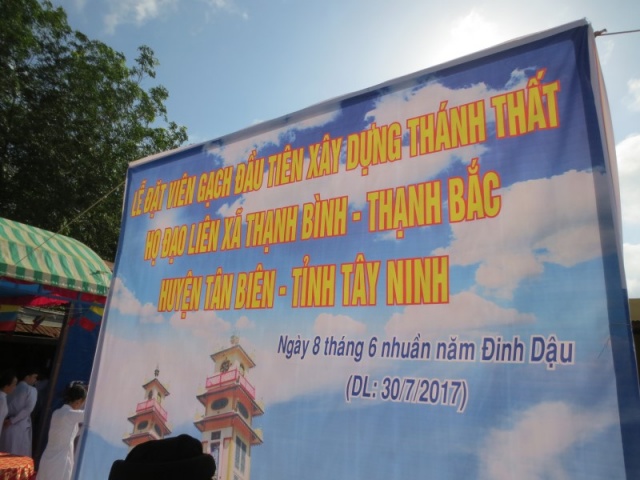 LỄ ĐẶT VIÊN GẠCH ĐẦU TIÊN XÂY DỰNG THÁNH THẤT
HỌ ĐẠO LIÊN XÃ THẠNH BÌNH - THẠNH BẮC
HUYỆN TÂN BIÊN - TỈNH TÂY NINH
Ngày 8 tháng 6 nhuần năm Đinh Dậu
(DL: 30/7/2017)